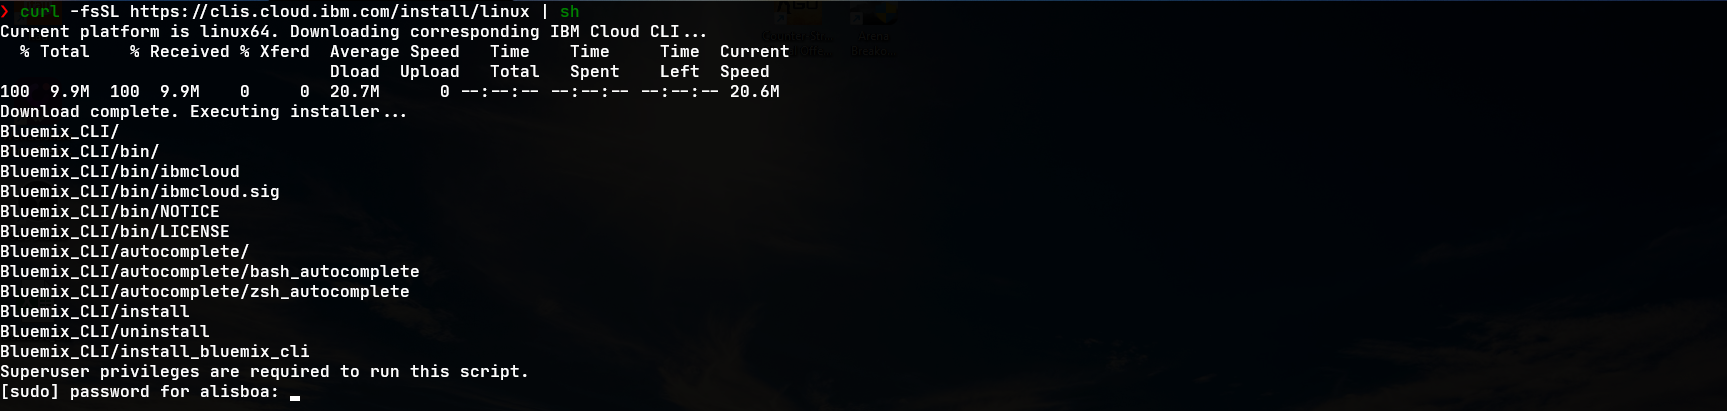 ❯ curl -fsSL https://clis.cloud.ibm.com/install/linux | sh
Current platform is linux64. Downloading corresponding IBM Cloud CLI...
  % Total    % Received % Xferd  Average Speed   Time    Time     Time  Current
                                 Dload  Upload   Total   Spent    Left  Speed
100  9.9M  100  9.9M    0     0  20.7M      0 --:--:-- --:--:-- --:--:-- 20.6M
Download complete. Executing installer...
Bluemix_CLI/
Bluemix_CLI/bin/
Bluemix_CLI/bin/ibmcloud
Bluemix_CLI/bin/ibmcloud.sig
Bluemix_CLI/bin/NOTICE
Bluemix_CLI/bin/LICENSE
Bluemix_CLI/autocomplete/
Bluemix_CLI/autocomplete/bash_autocomplete
Bluemix_CLI/autocomplete/zsh_autocomplete
Bluemix_CLI/install
Bluemix_CLI/uninstall
Bluemix_CLI/install_bluemix_cli
Superuser privileges are required to run this script.
[sudo] password for alisboa: